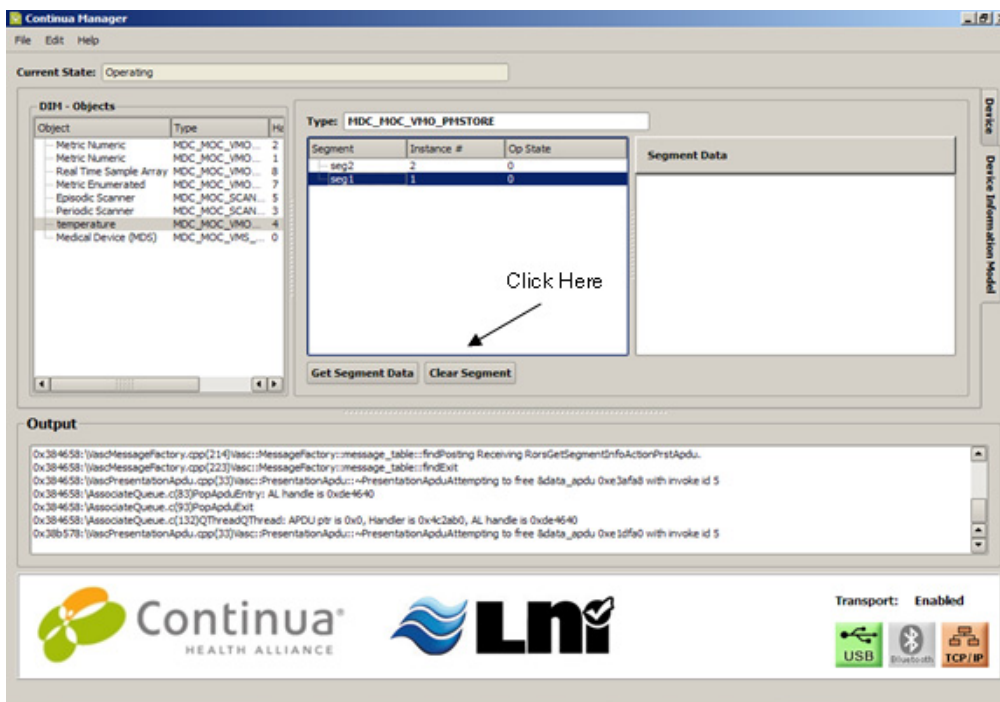 Continua Manager
File Edit Help
Current State: Operating
DIM - Objects
Object Type Ha
Metric Numeric MDC_MOC_VMO... 2
Metric Numeric MDC_MOC_VMO... 1
Real Time Sample Array MDC_MOC_VMO... 8
Metric Enumerated MDC_MOC_VMO... 7
Episodic Scanner MDC_MOC_SCAN... 5
Periodic Scanner MDC_MOC_SCAN... 3
temperature MDC_MOC_VMO... 4
Medical Device (MDS) MDC_MOC_VMS_... 0
Type: MDC_MOC_VMO_PMSTORE
Segment Instance # Op State
seg2 2 0
seg1 1 0
Click Here
Get Segment Data Clear Segment
Segment Data
Device
Device Information Model
Output
0x384658:\VascMessageFactory.cpp(214)Vasc::MessageFactory::message_table::findPosting Receiving RorsGetSegmentInfoActionPrstApdu.
0x384658:\VascMessageFactory.cpp(223)Vasc::MessageFactory::message_table::findExit
0x384658:\VascPresentationApdu.cpp(33)Vasc::PresentationApdu::~PresentationApduAttempting to free &data_apdu 0xe3afa8 with invoke id 5
0x384658:\AssociateQueue.c(83)PopApduEntry: AL handle is 0xde4640
0x384658:\AssociateQueue.c(93)PopApduExit
0x384658:\AssociateQueue.c(132)QThreadQThread: APDU ptr is 0x0, Handler is 0x4c2ab0, AL handle is 0xde4640
0x38b578:\VascPresentationApdu.cpp(33)Vasc::PresentationApdu::~PresentationApduAttempting to free &data_apdu 0xe1dfa0 with invoke id 5
Continua®
HEALTH ALLIANCE
LNi
Transport: Enabled
USB Bluetooth TCP/IP